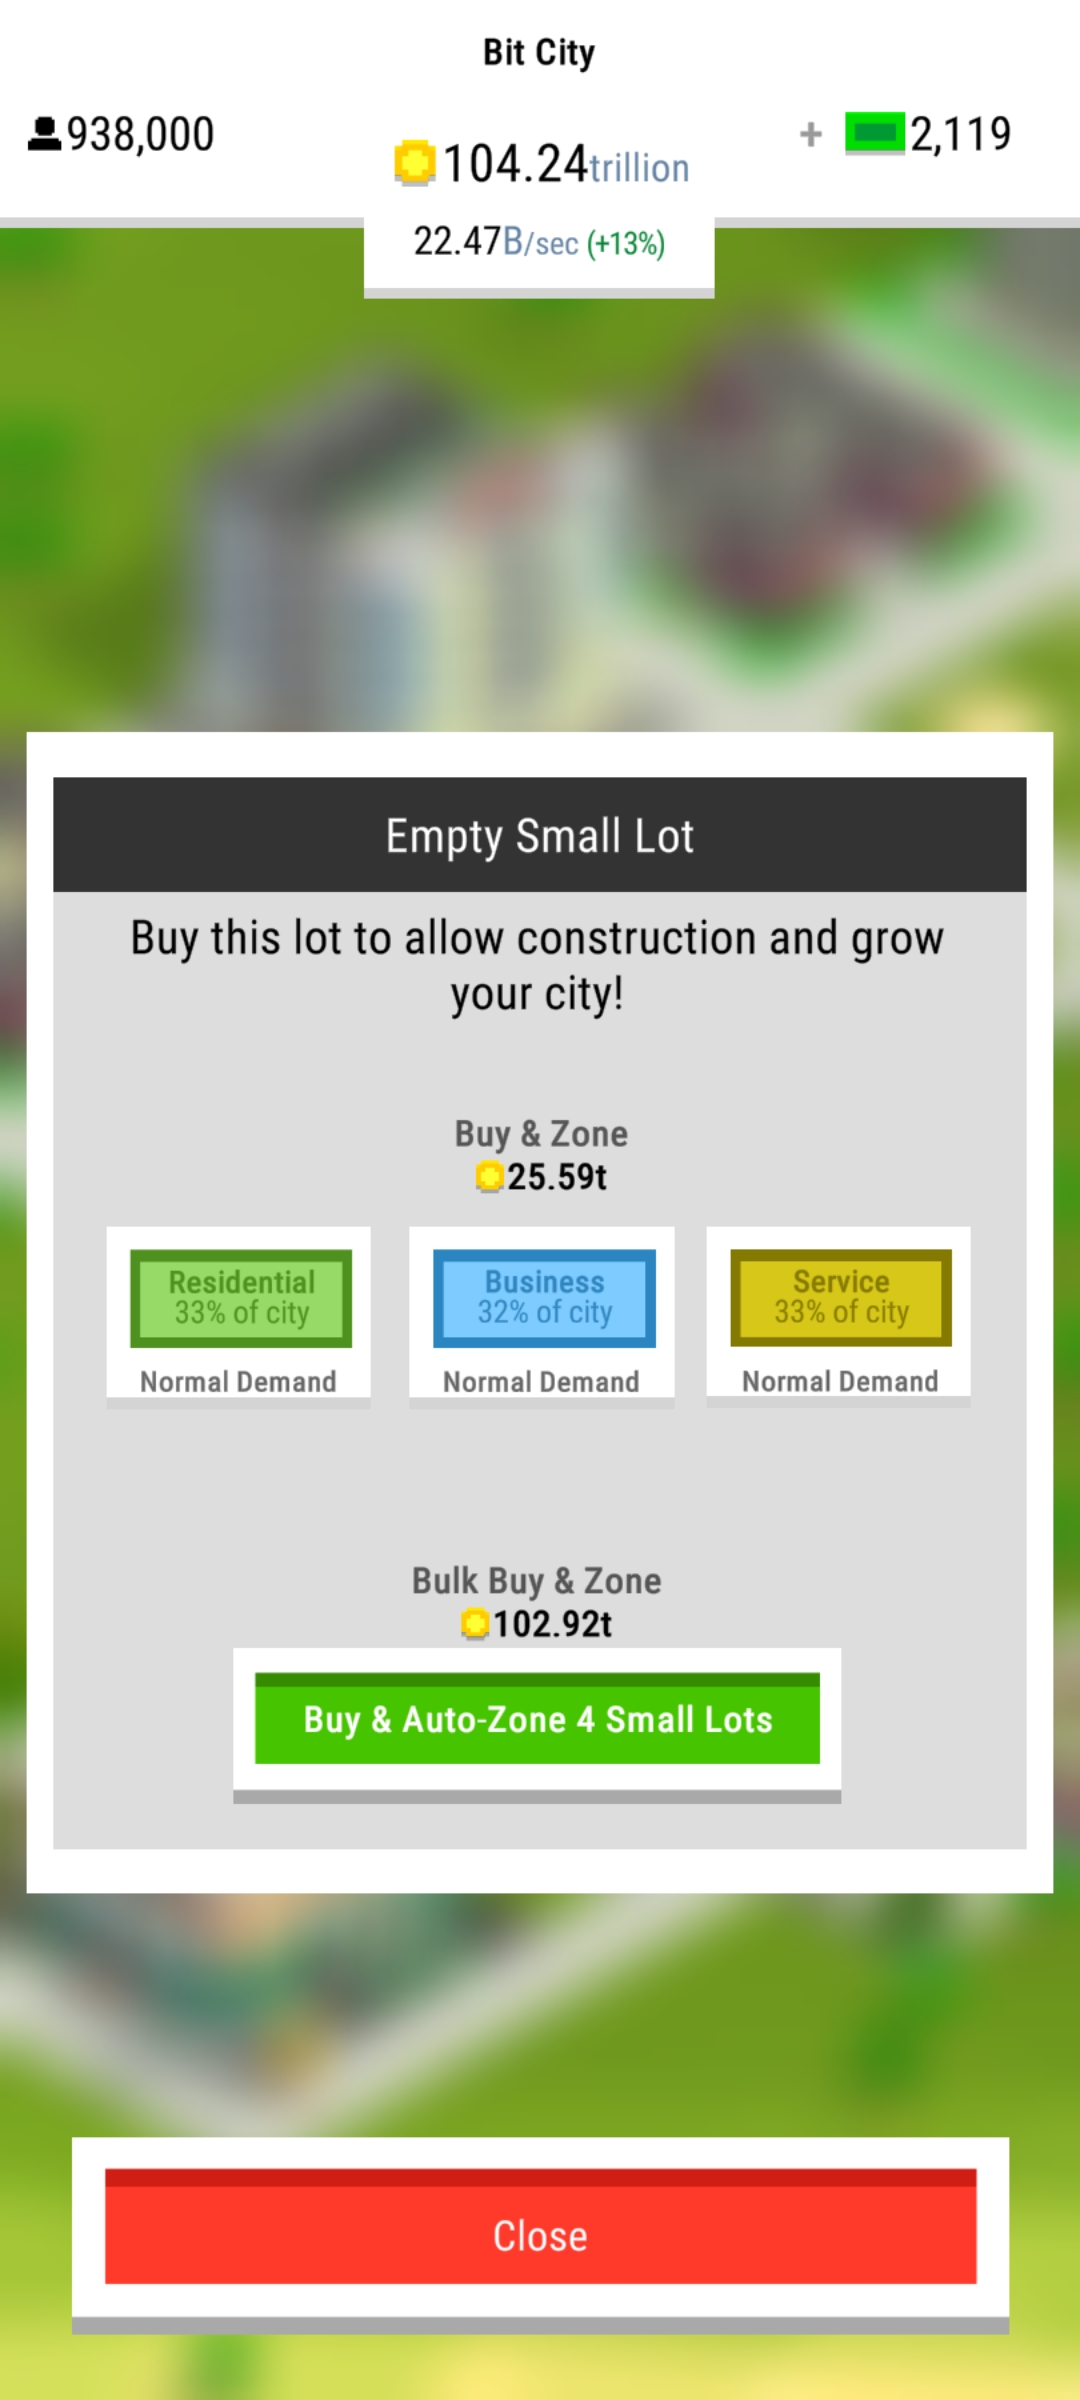 Bit City
938,000
104.24trillion
+ 2,119
22.47B/sec (+13%)
Empty Small Lot
Buy this lot to allow construction and grow
your city!
Buy & Zone
25.59t
Residential
33% of city
Normal Demand
Business
32% of city
Normal Demand
Service
33% of city
Normal Demand
Bulk Buy & Zone
102.92t
Buy & Auto-Zone 4 Small Lots
Close